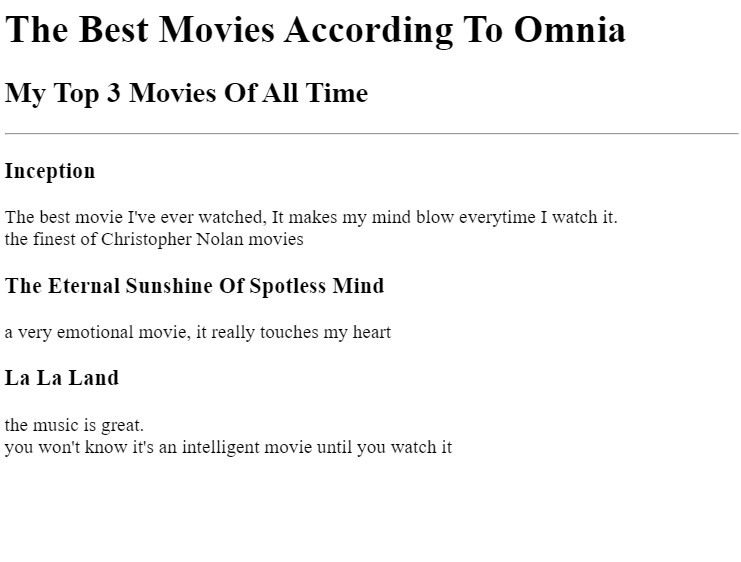 The Best Movies According To Omnia
My Top 3 Movies Of All Time
Inception
The best movie I've ever watched, It makes my mind blow everytime I watch it.
the finest of Christopher Nolan movies
The Eternal Sunshine Of Spotless Mind
a very emotional movie, it really touches my heart
La La Land
the music is great.
you won't know it's an intelligent movie until you watch it